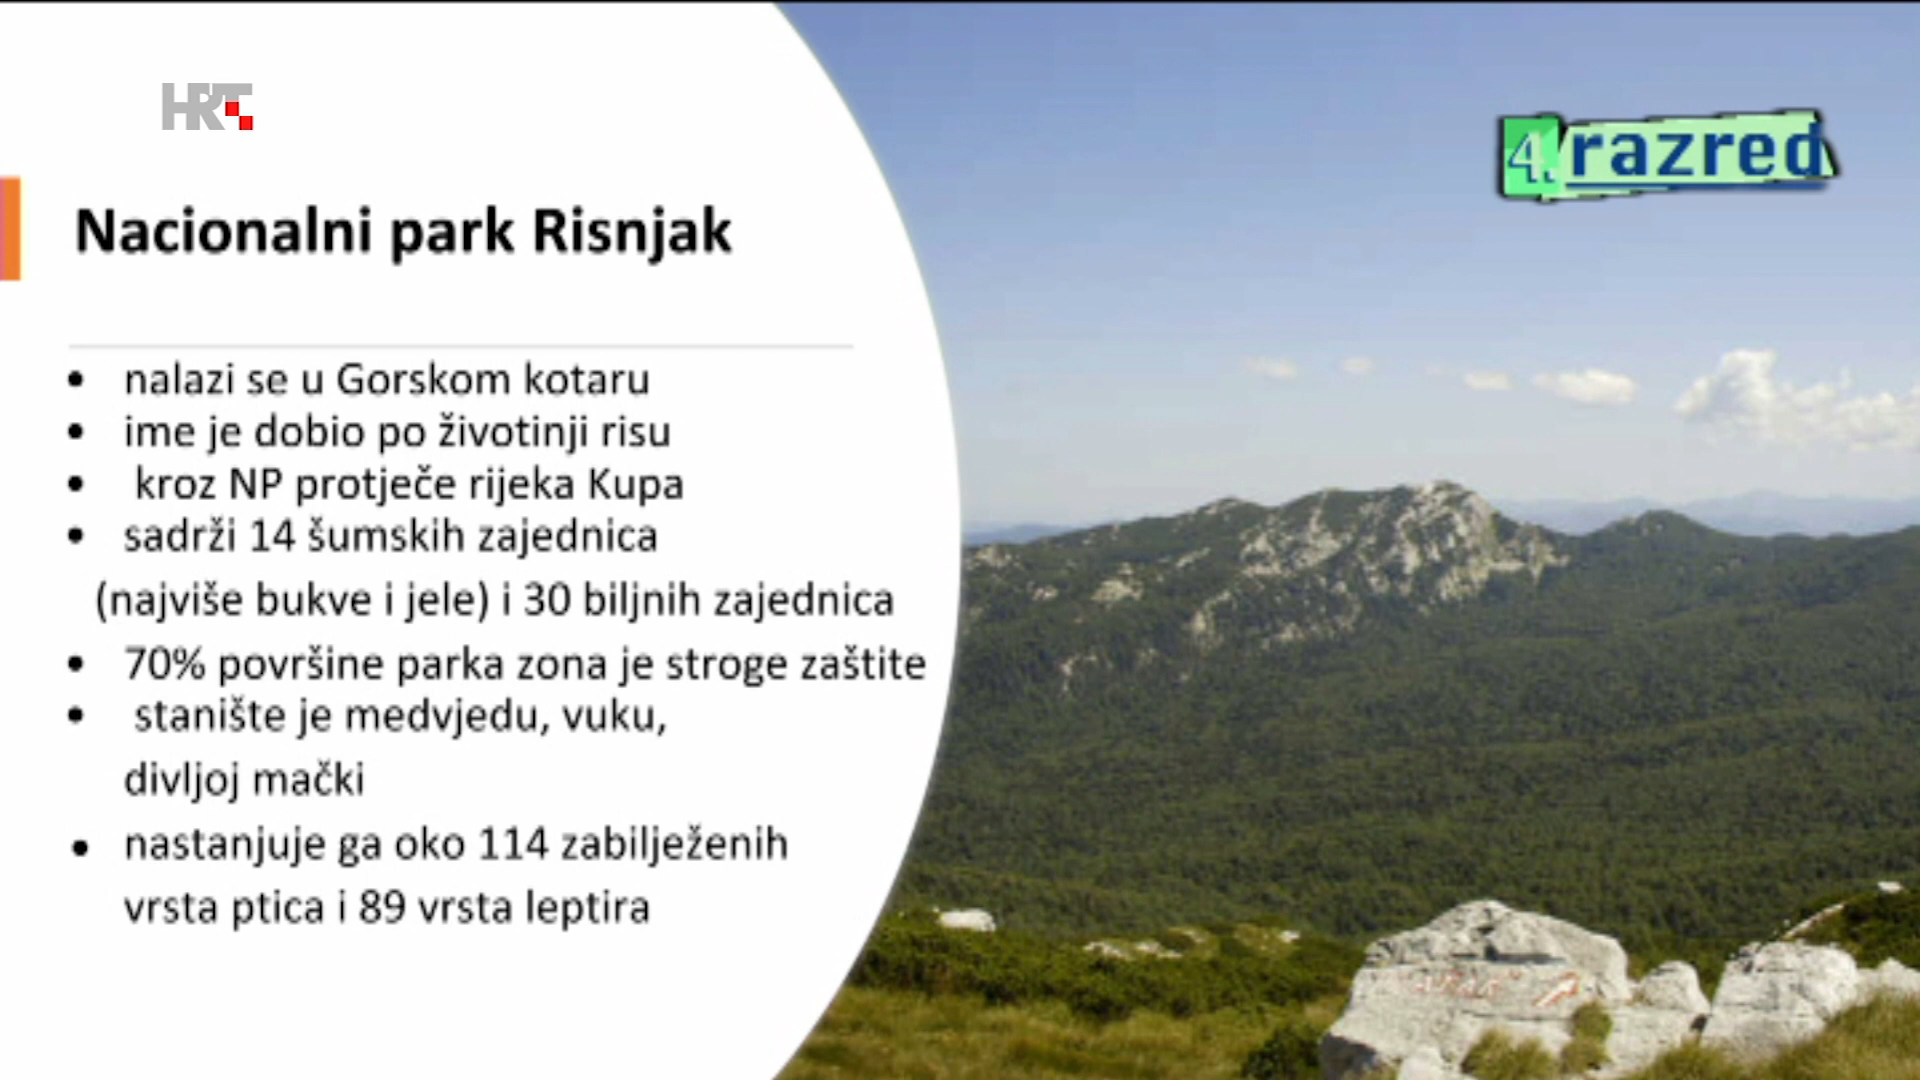 HRT
4. razred
Nacionalni park Risnjak
• nalazi se u Gorskom kotaru
• ime je dobio po životinji risu
• kroz NP protječe rijeka Kupa
• sadrži 14 šumskih zajednica
(najviše bukve i jele) i 30 biljnih zajednica
• 70% površine parka zona je stroge zaštite
• stanište je medvjedu, vuku,
divljoj mački
• nastanjuje ga oko 114 zabilježenih
vrsta ptica i 89 vrsta leptira